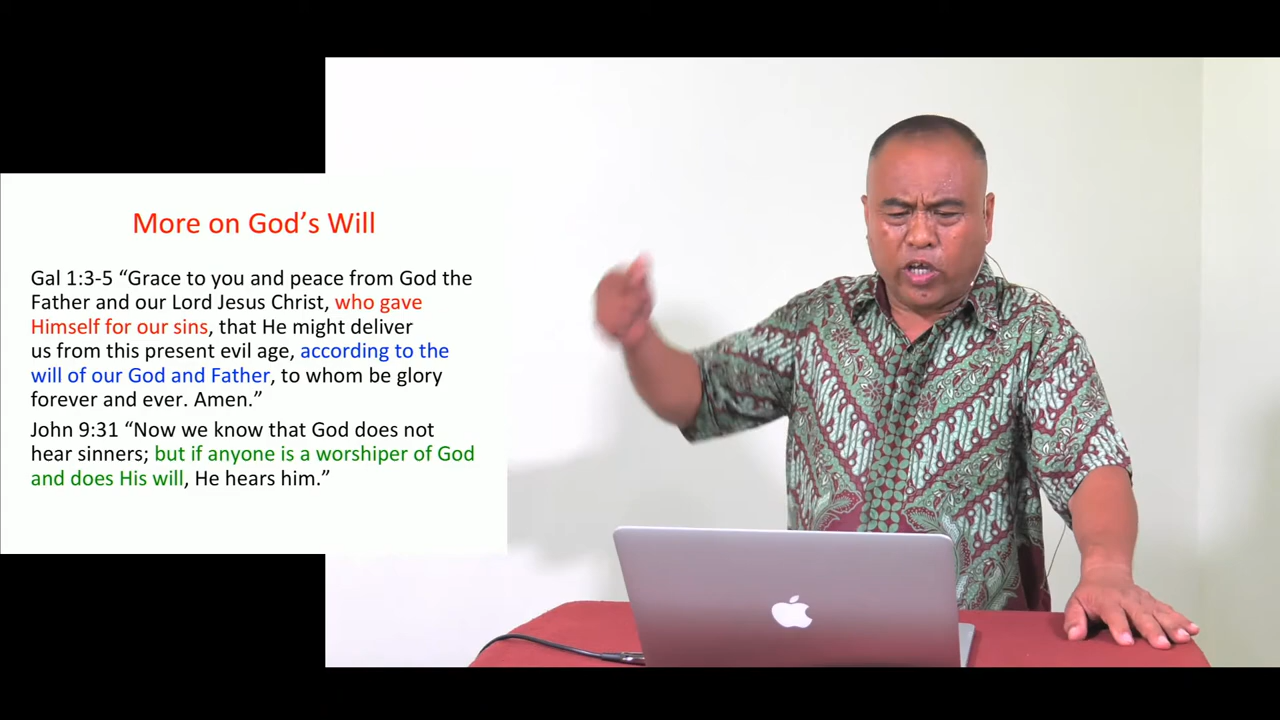 More on God’s Will
Gal 1:3-5 “Grace to you and peace from God the
Father and our Lord Jesus Christ, who gave
Himself for our sins, that He might deliver
us from this present evil age, according to the
will of our God and Father, to whom be glory
forever and ever. Amen.”
John 9:31 “Now we know that God does not
hear sinners; but if anyone is a worshiper of God
and does His will, He hears him.”